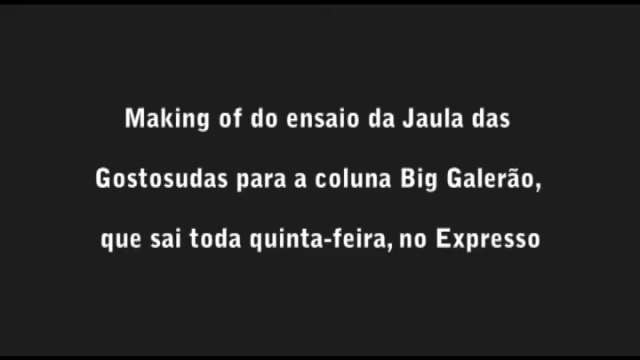 Making of do ensaio da Jaula das
Gostosudas para a coluna Big Galerão,
que sai toda quinta-feira, no Expresso